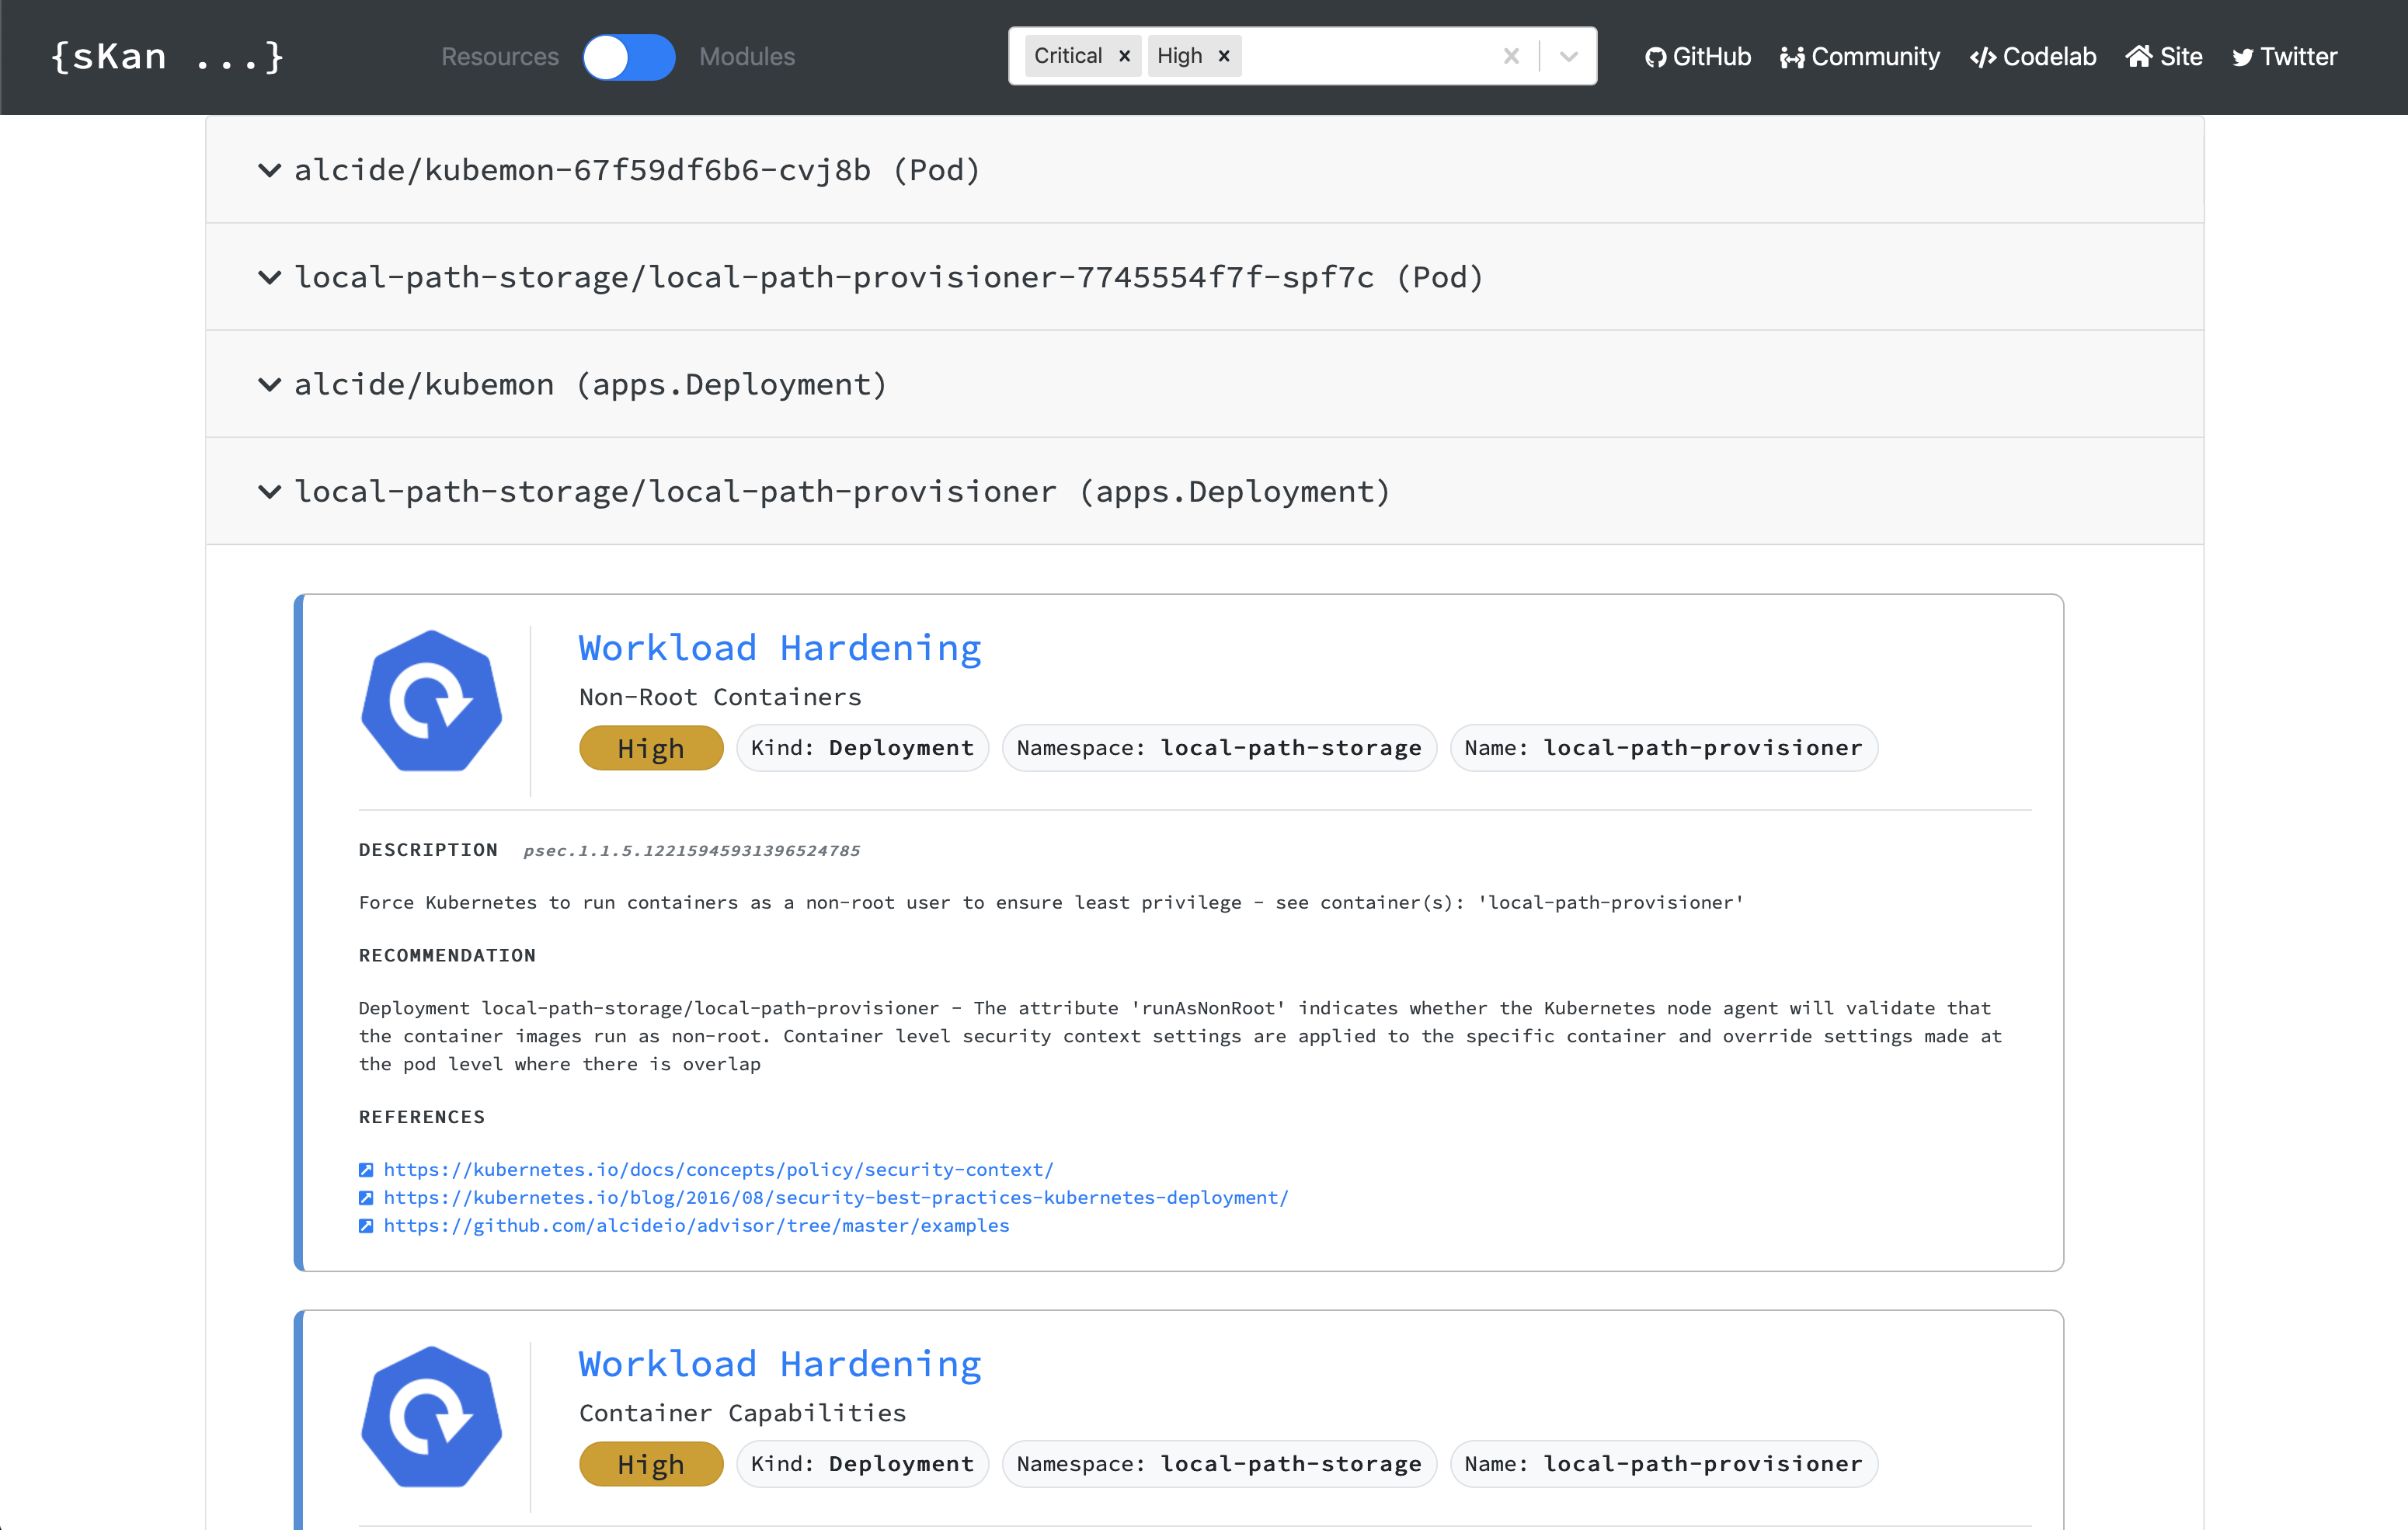 {sKan ...}
Resources Modules
Critical × High ×
GitHub Community Codelab Site Twitter
alcide/kubemon-67f59df6b6-cvj8b (Pod)
local-path-storage/local-path-provisioner-7745554f7f-spf7c (Pod)
alcide/kubemon (apps.Deployment)
local-path-storage/local-path-provisioner (apps.Deployment)
Workload Hardening
Non-Root Containers
High Kind: Deployment Namespace: local-path-storage Name: local-path-provisioner
DESCRIPTION psec.1.1.5.12215945931396524785
Force Kubernetes to run containers as a non-root user to ensure least privilege - see container(s): 'local-path-provisioner'
RECOMMENDATION
Deployment local-path-storage/local-path-provisioner - The attribute 'runAsNonRoot' indicates whether the Kubernetes node agent will validate that
the container images run as non-root. Container level security context settings are applied to the specific container and override settings made at
the pod level where there is overlap
REFERENCES
https://kubernetes.io/docs/concepts/policy/security-context/
https://kubernetes.io/blog/2016/08/security-best-practices-kubernetes-deployment/
https://github.com/alcideio/advisor/tree/master/examples
Workload Hardening
Container Capabilities
High Kind: Deployment Namespace: local-path-storage Name: local-path-provisioner